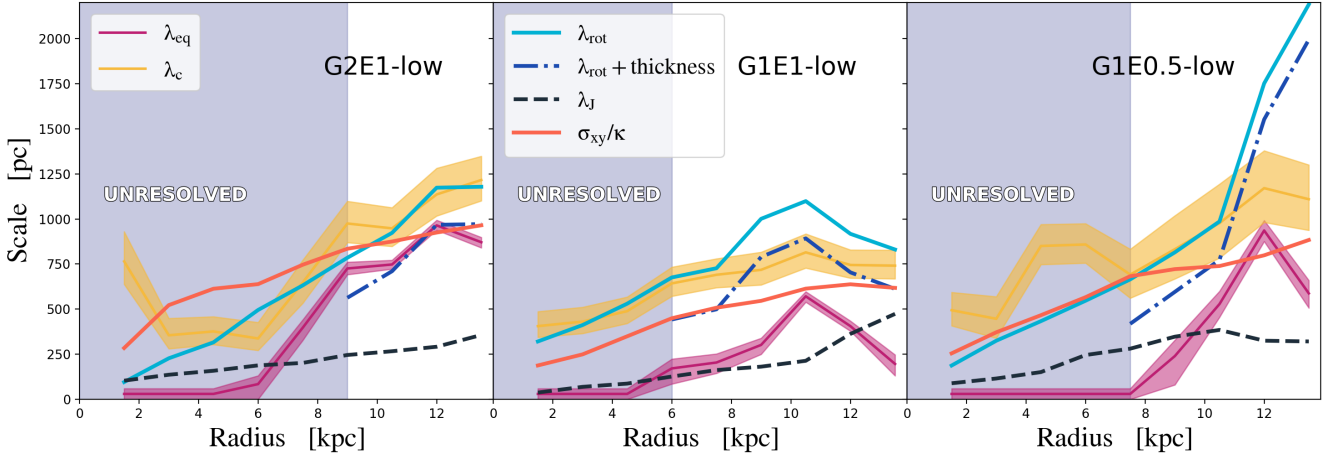 2000
1750
1500
1250
1000
750
500
250
0
Scale [pc]
λeq
λc
G2E1-low
UNRESOLVED
0 2 4 6 8 10 12
Radius [kpc]
λrot
λrot + thickness
λJ
σxy/κ
G1E1-low
UNRESOLVED
0 2 4 6 8 10 12
Radius [kpc]
G1E0.5-low
UNRESOLVED
0 2 4 6 8 10 12
Radius [kpc]